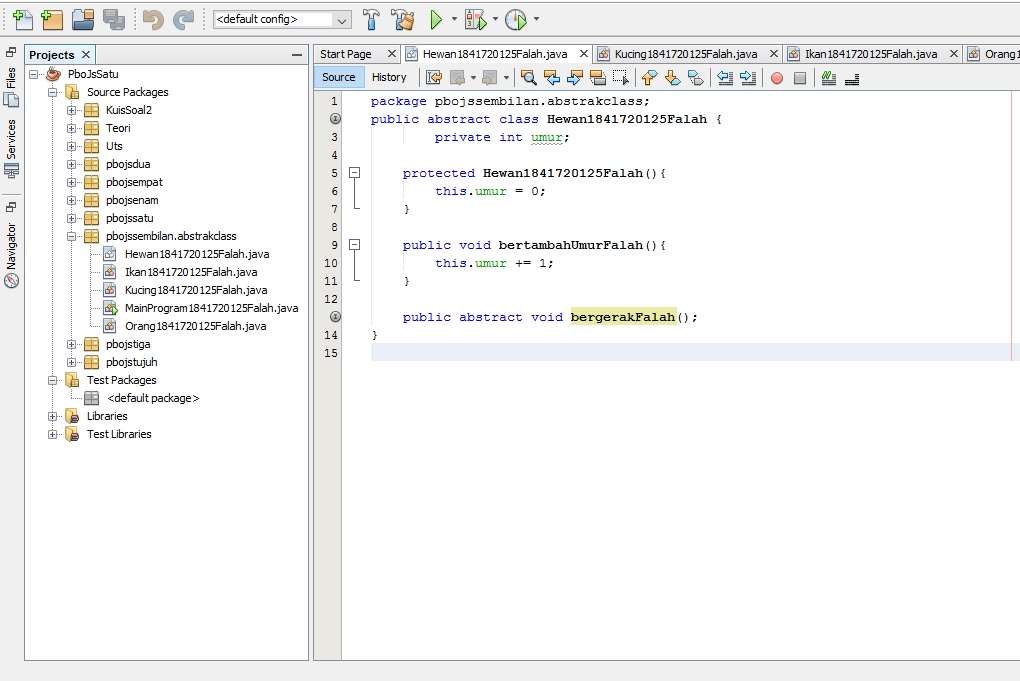 <default config>
Files
Services
Navigator
Projects
PboJsSatu
Source Packages
KuisSoal2
Teori
Uts
pbojsdua
pbojsempat
pbojsenam
pbojssatu
pbojssembilan.abstrakclass
Hewan1841720125Falah.java
Ikan1841720125Falah.java
Kucing1841720125Falah.java
MainProgram1841720125Falah.java
Orang1841720125Falah.java
pbojstiga
pbojstujuh
Test Packages
<default package>
Libraries
Test Libraries
Start Page Hewan1841720125Falah.java Kucing1841720125Falah.java Ikan1841720125Falah.java Orang1
Source History
1 package pbojssembilan.abstrakclass;
public abstract class Hewan1841720125Falah {
3 private int umur;
4
5 protected Hewan1841720125Falah(){
6 this.umur = 0;
7 }
8
9 public void bertambahUmurFalah(){
10 this.umur += 1;
11 }
12
public abstract void bergerakFalah();
14 }
15